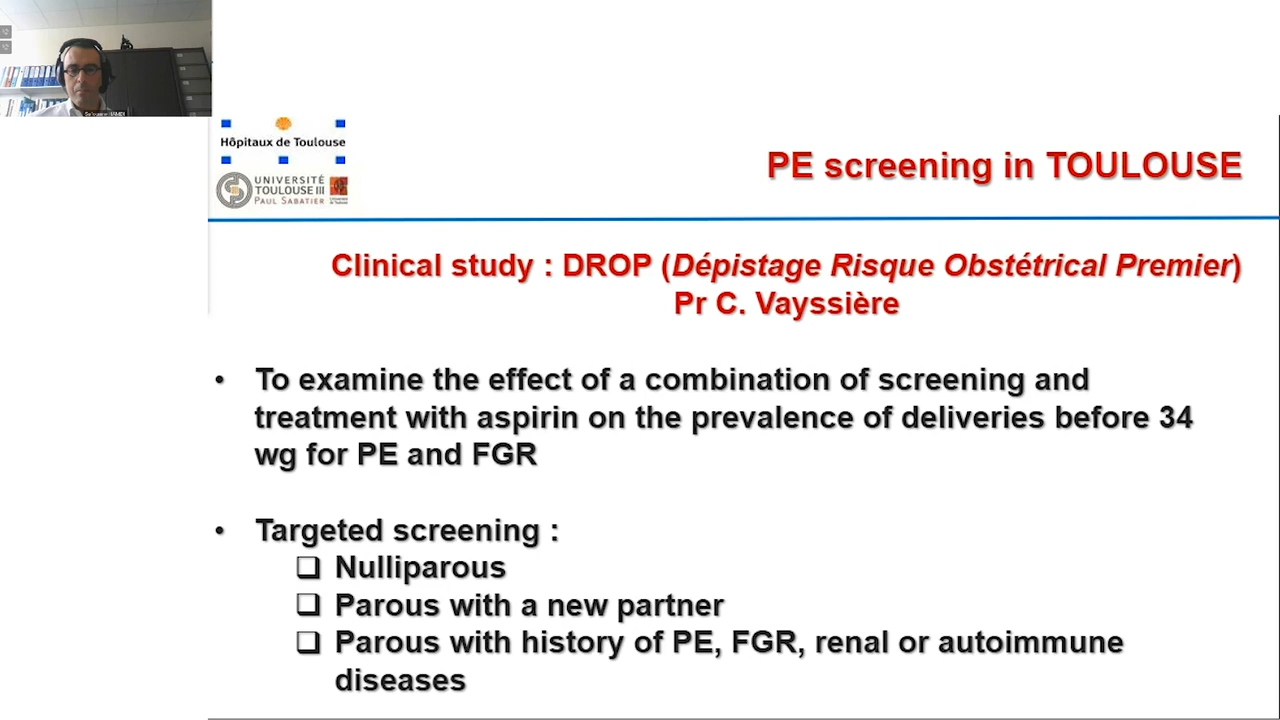 Hôpitaux de Toulouse
UNIVERSITÉ
TOULOUSE III
PAUL SABATIER
PE screening in TOULOUSE
Clinical study : DROP (Dépistage Risque Obstétrical Premier)
Pr C. Vayssière
• To examine the effect of a combination of screening and
treatment with aspirin on the prevalence of deliveries before 34
wg for PE and FGR
• Targeted screening :
❑ Nulliparous
❑ Parous with a new partner
❑ Parous with history of PE, FGR, renal or autoimmune
diseases